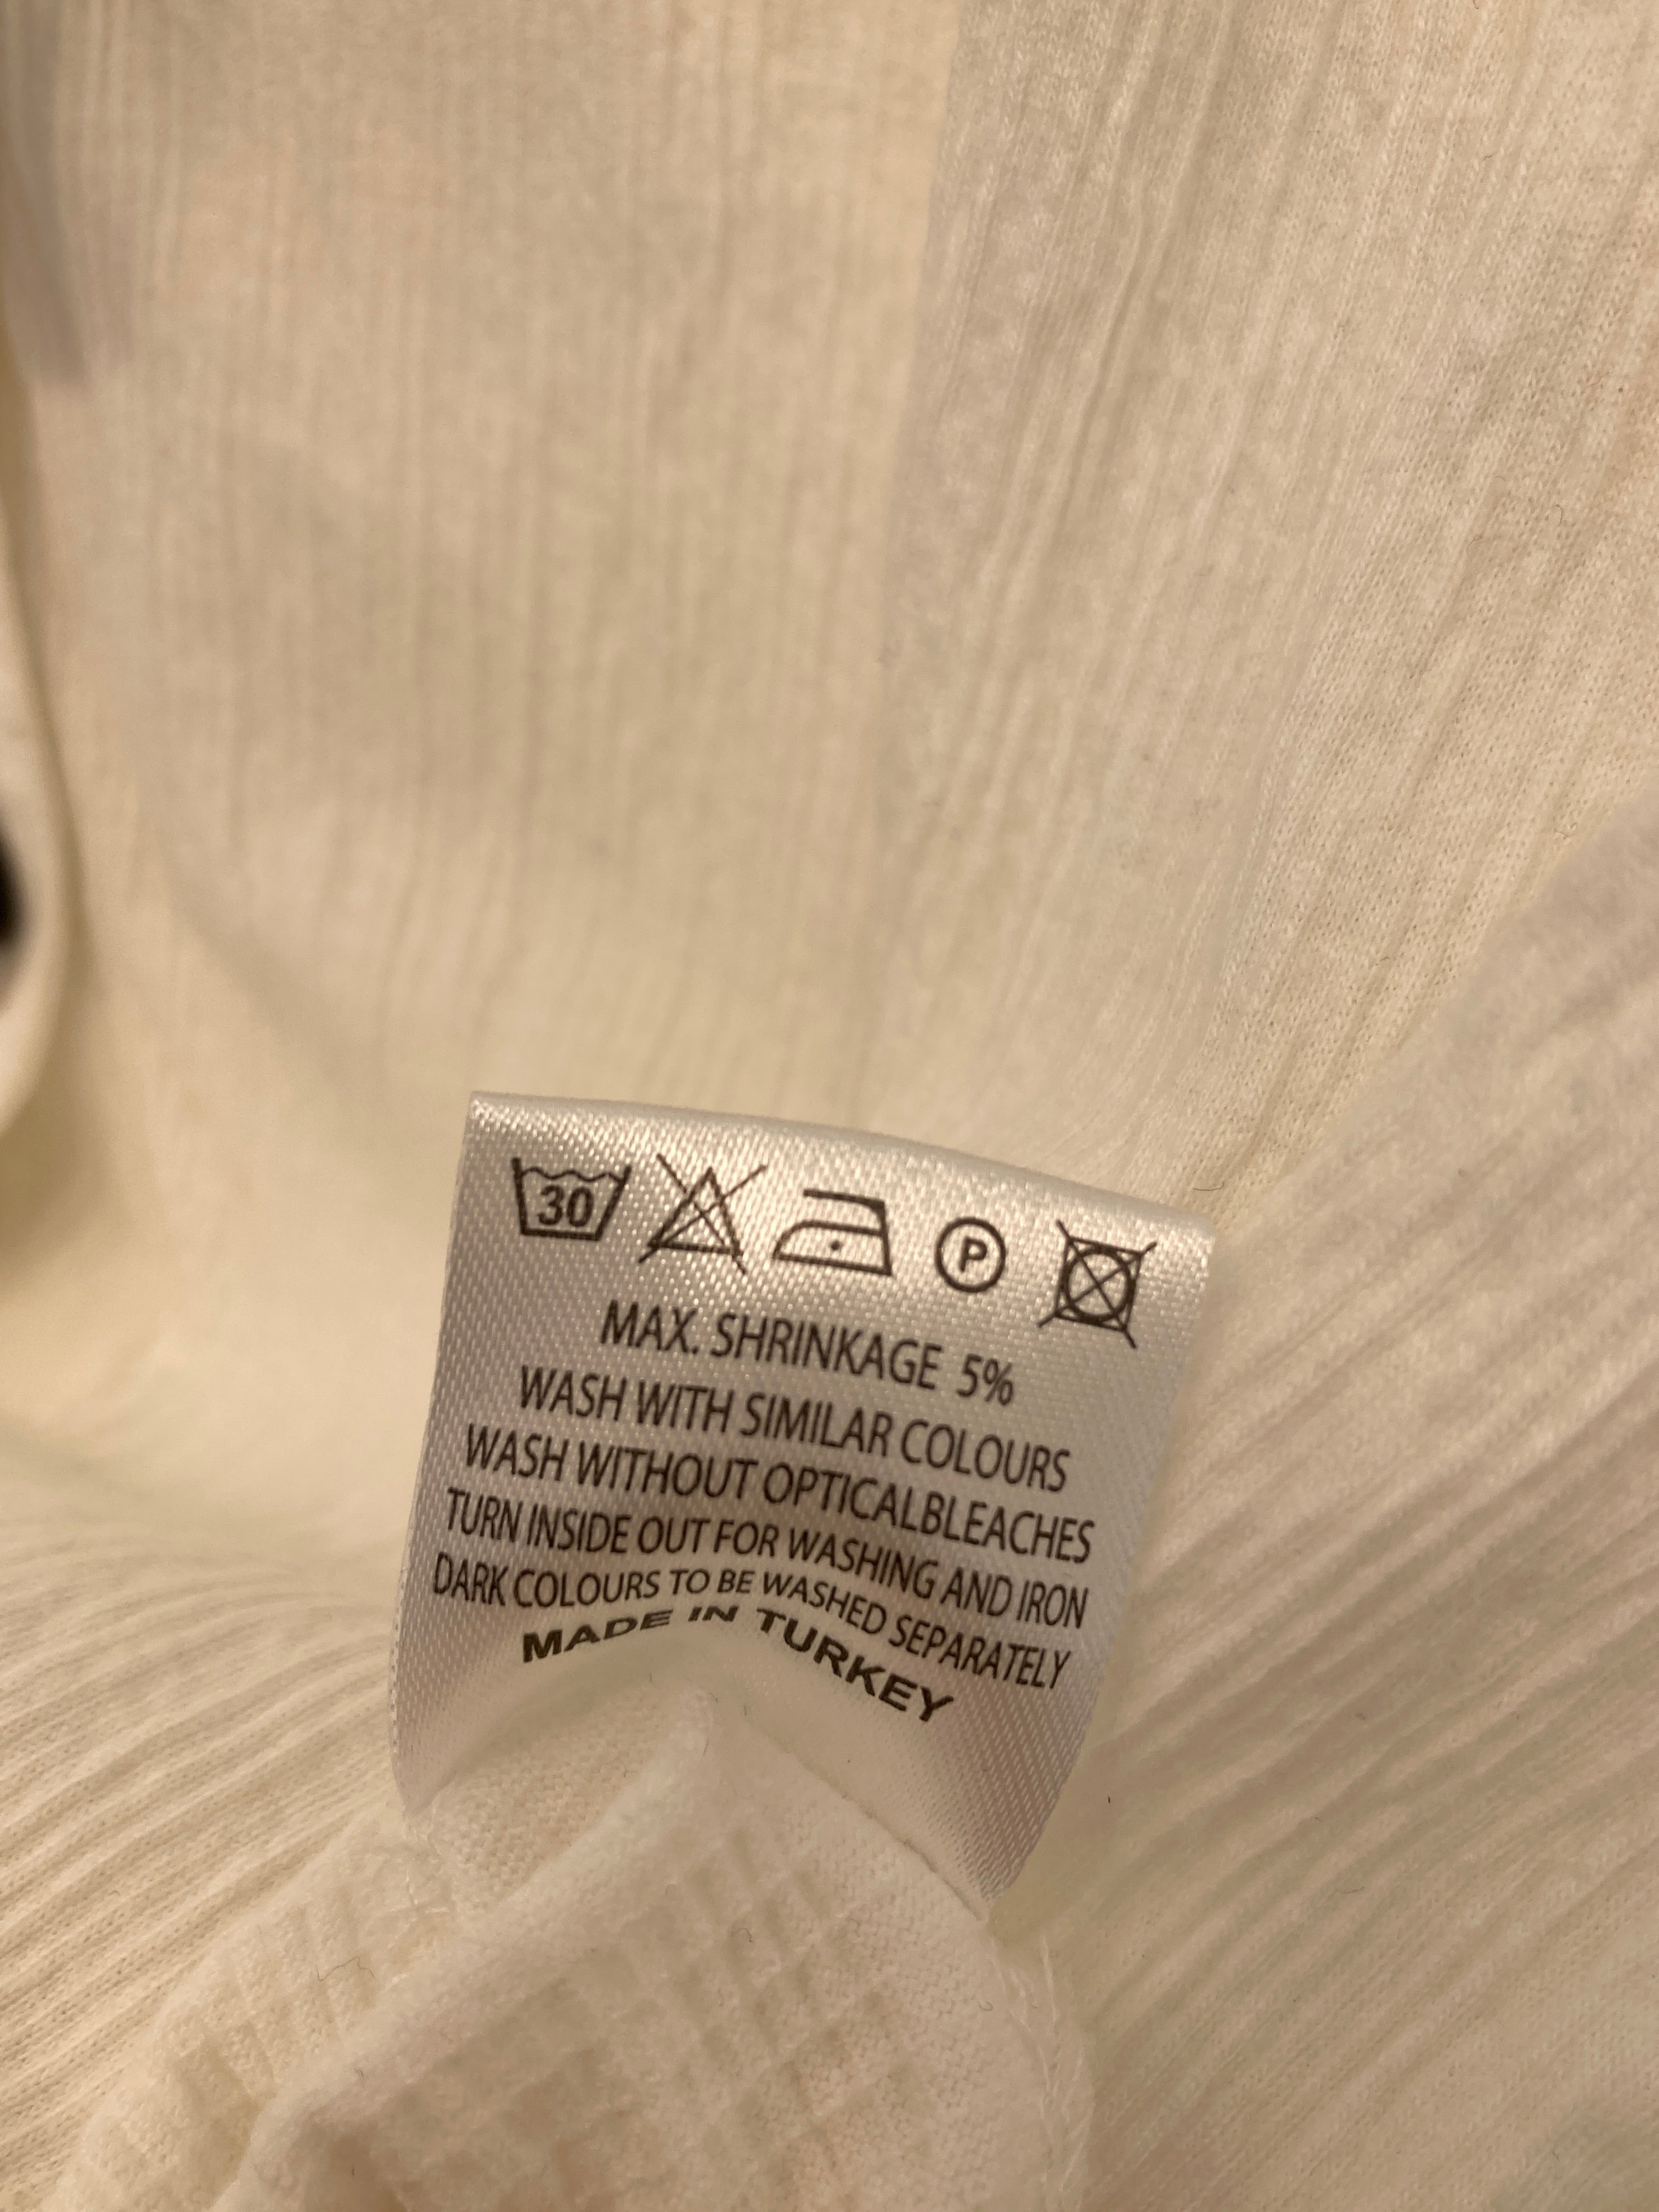 30 P
MAX. SHRINKAGE 5%
WASH WITH SIMILAR COLOURS
WASH WITHOUT OPTICALBLEACHES
TURN INSIDE OUT FOR WASHING AND IRON
DARK COLOURS TO BE WASHED SEPARATELY
MADE IN TURKEY